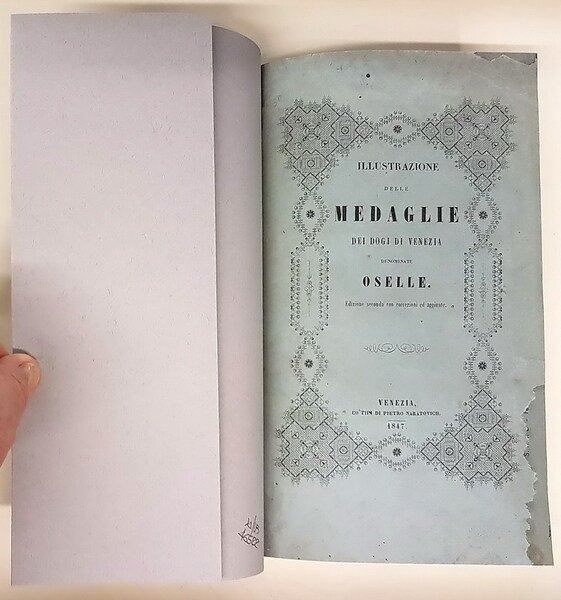 ILLUSTRAZIONE
DELLE
MEDAGLIE
DEI DOGI DI VENEZIA
DENOMINATE
OSELLE.
Edizione seconda con correzioni ed aggiunte.
VENEZIA,
CO' TIPI DI PIETRO NARATOVICH.
1847